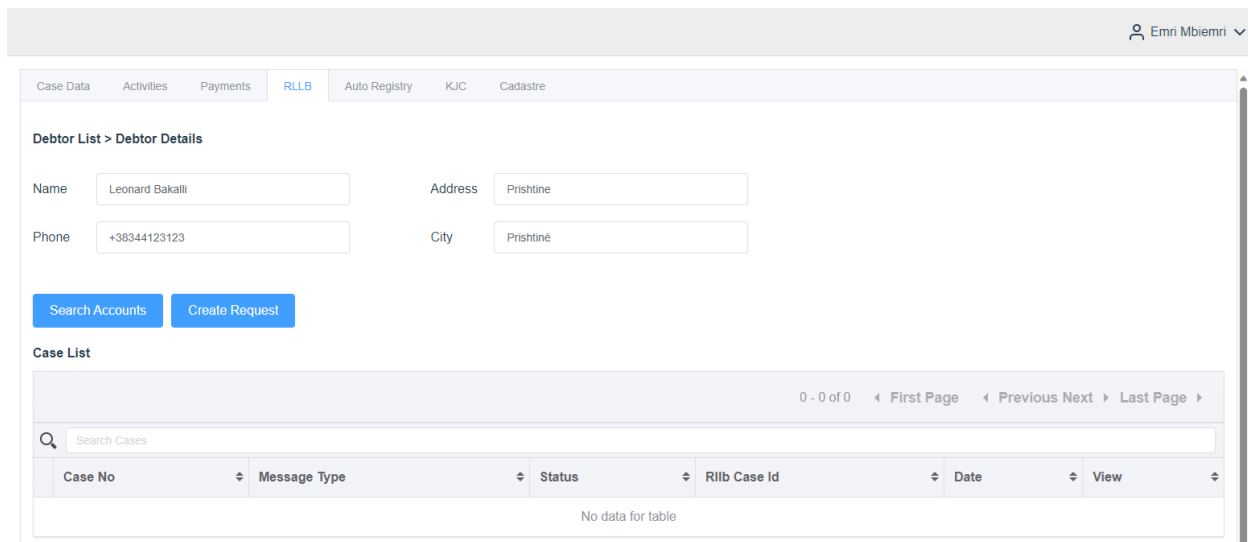 Emri Mbiemri
Case Data Activities Payments RLLB Auto Registry KJC Cadastre
Debtor List > Debtor Details
Name Leonard Bakalli Address Prishtine
Phone +38344123123 City Prishtinë
Search Accounts Create Request
Case List
0 - 0 of 0 First Page Previous Next Last Page
Search Cases
Case No Message Type Status Rllb Case Id Date View
No data for table